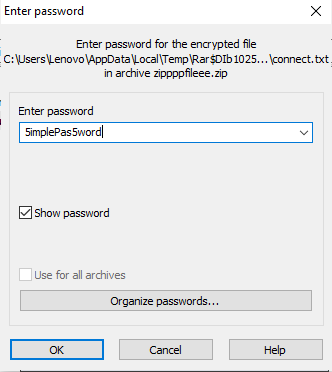 Enter password
Enter password for the encrypted file
C:\Users\Lenovo\AppData\Local\Temp\Rar$DIb1025...\connect.txt
in archive zippppfileee.zip
Enter password
5implePas5word
Show password
Use for all archives
Organize passwords...
OK Cancel Help